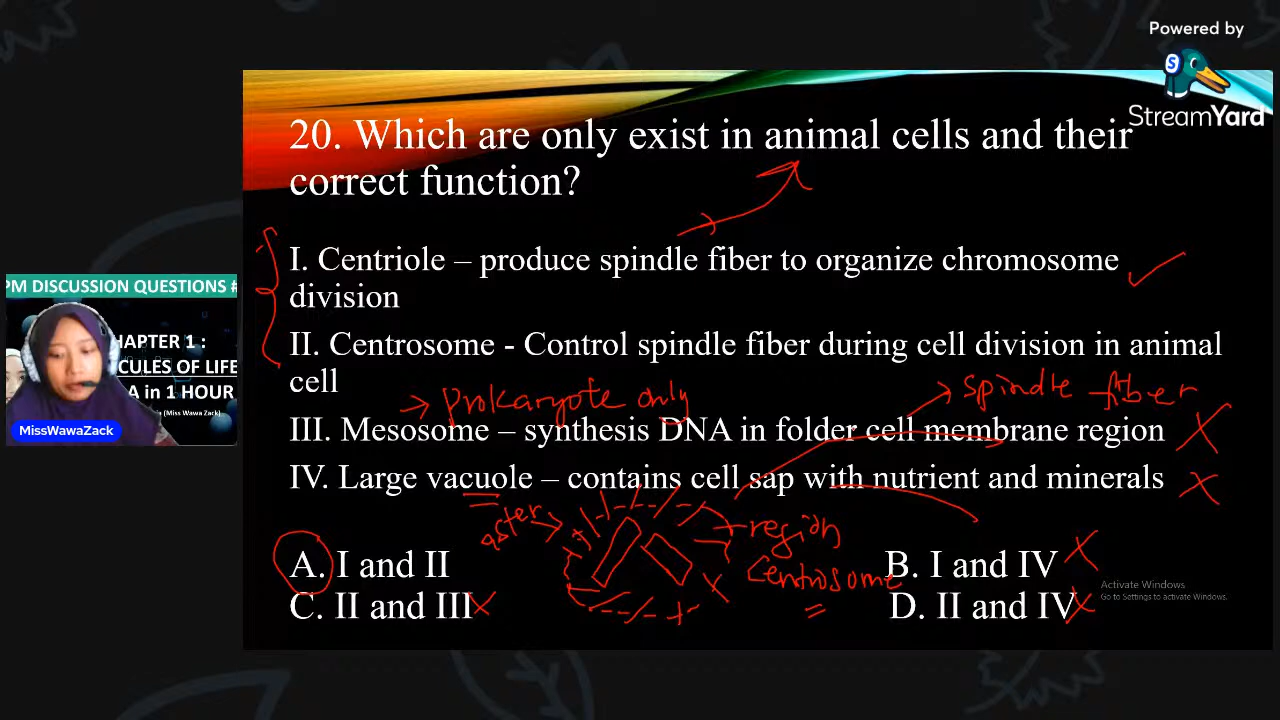 Powered by
StreamYard
20. Which are only exist in animal cells and their
correct function?
I. Centriole – produce spindle fiber to organize chromosome
division
II. Centrosome - Control spindle fiber during cell division in animal
cell
→ Prokaryote only
→ Spindle fiber
III. Mesosome – synthesis DNA in folder cell membrane region
IV. Large vacuole – contains cell sap with nutrient and minerals
aster
region
Centrosome
A. I and II
B. I and IV
C. II and III
D. II and IV
PM DISCUSSION QUESTIONS #
HAPTER 1 :
CULES OF LIFE
A in 1 HOUR
(Miss Wawa Zack)
MissWawaZack
Activate Windows
Go to Settings to activate Windows.